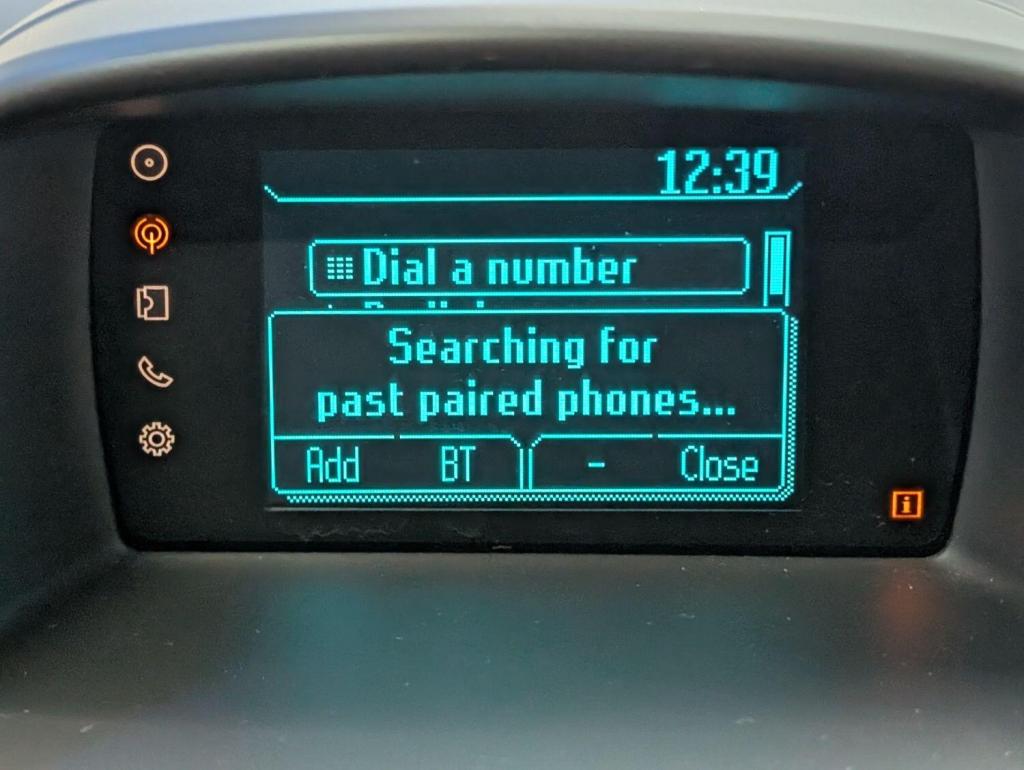 12:39
Dial a number
Searching for
past paired phones...
Add BT - Close
i